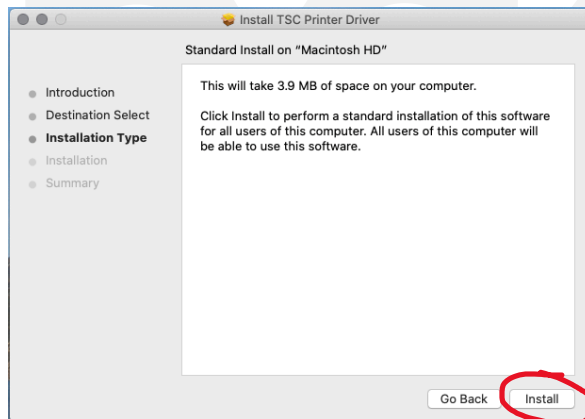 Install TSC Printer Driver
Standard Install on “Macintosh HD”
Introduction
Destination Select
Installation Type
Installation
Summary
This will take 3.9 MB of space on your computer.
Click Install to perform a standard installation of this software
for all users of this computer. All users of this computer will
be able to use this software.
Go Back
Install